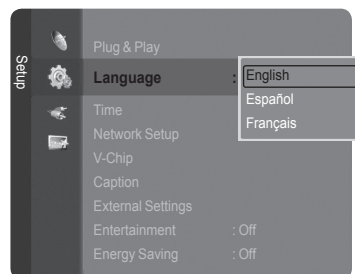 Setup
Plug & Play
Language : English
Español
Français
Time
Network Setup
V-Chip
Caption
External Settings
Entertainment : Off
Energy Saving : Off